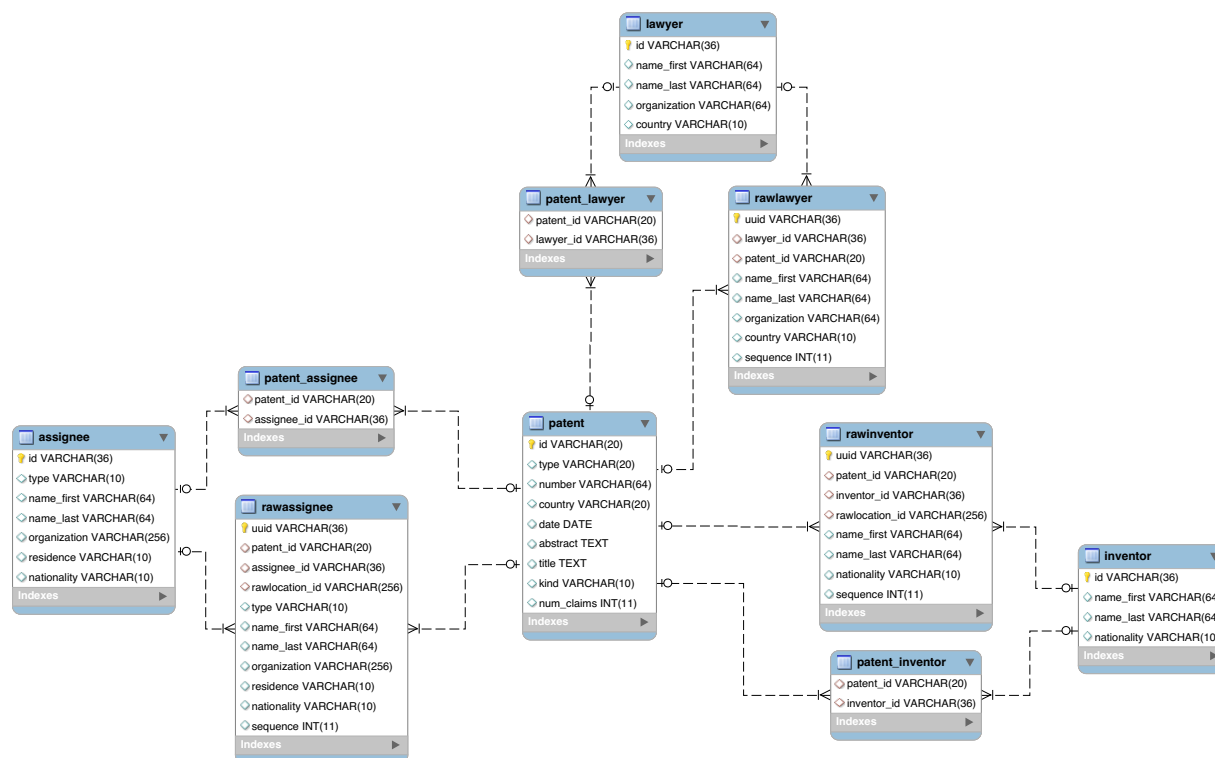 lawyer
id VARCHAR(36)
name_first VARCHAR(64)
name_last VARCHAR(64)
organization VARCHAR(64)
country VARCHAR(10)
Indexes
patent_lawyer
patent_id VARCHAR(20)
lawyer_id VARCHAR(36)
Indexes
rawlawyer
uuid VARCHAR(36)
lawyer_id VARCHAR(36)
patent_id VARCHAR(20)
name_first VARCHAR(64)
name_last VARCHAR(64)
organization VARCHAR(64)
country VARCHAR(10)
sequence INT(11)
Indexes
patent_assignee
patent_id VARCHAR(20)
assignee_id VARCHAR(36)
Indexes
assignee
id VARCHAR(36)
type VARCHAR(10)
name_first VARCHAR(64)
name_last VARCHAR(64)
organization VARCHAR(256)
residence VARCHAR(10)
nationality VARCHAR(10)
Indexes
rawassignee
uuid VARCHAR(36)
patent_id VARCHAR(20)
assignee_id VARCHAR(36)
rawlocation_id VARCHAR(256)
type VARCHAR(10)
name_first VARCHAR(64)
name_last VARCHAR(64)
organization VARCHAR(256)
residence VARCHAR(10)
nationality VARCHAR(10)
sequence INT(11)
Indexes
patent
id VARCHAR(20)
type VARCHAR(20)
number VARCHAR(64)
country VARCHAR(20)
date DATE
abstract TEXT
title TEXT
kind VARCHAR(10)
num_claims INT(11)
Indexes
rawinventor
uuid VARCHAR(36)
patent_id VARCHAR(20)
inventor_id VARCHAR(36)
rawlocation_id VARCHAR(256)
name_first VARCHAR(64)
name_last VARCHAR(64)
nationality VARCHAR(10)
sequence INT(11)
Indexes
inventor
id VARCHAR(36)
name_first VARCHAR(64
name_last VARCHAR(64
nationality VARCHAR(10
Indexes
patent_inventor
patent_id VARCHAR(20)
inventor_id VARCHAR(36)
Indexes